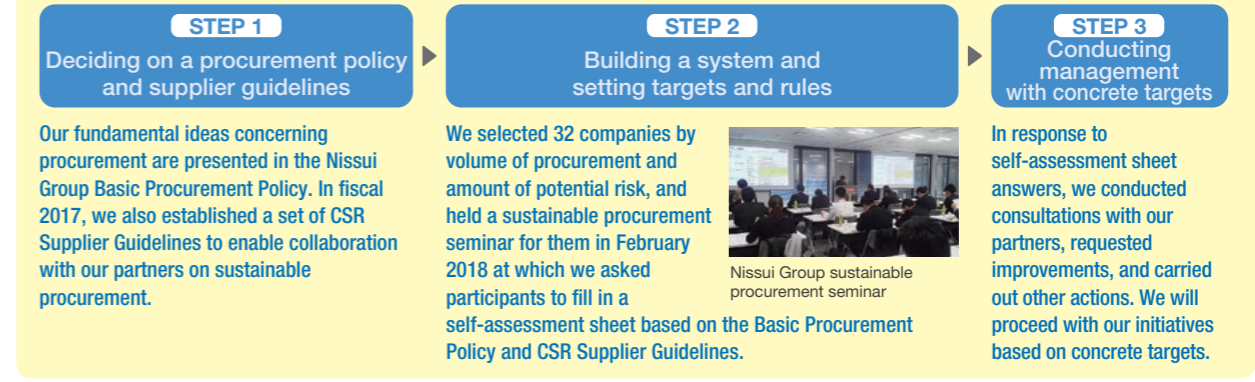 STEP 1
Deciding on a procurement policy
and supplier guidelines
Our fundamental ideas concerning
procurement are presented in the Nissui
Group Basic Procurement Policy. In fiscal
2017, we also established a set of CSR
Supplier Guidelines to enable collaboration
with our partners on sustainable
procurement.
STEP 2
Building a system and
setting targets and rules
We selected 32 companies by
volume of procurement and
amount of potential risk, and
held a sustainable procurement
seminar for them in February
2018 at which we asked
participants to fill in a
self-assessment sheet based on the Basic Procurement
Policy and CSR Supplier Guidelines.
Nissui Group sustainable
procurement seminar
STEP 3
Conducting
management
with concrete targets
In response to
self-assessment sheet
answers, we conducted
consultations with our
partners, requested
improvements, and carried
out other actions. We will
proceed with our initiatives
based on concrete targets.